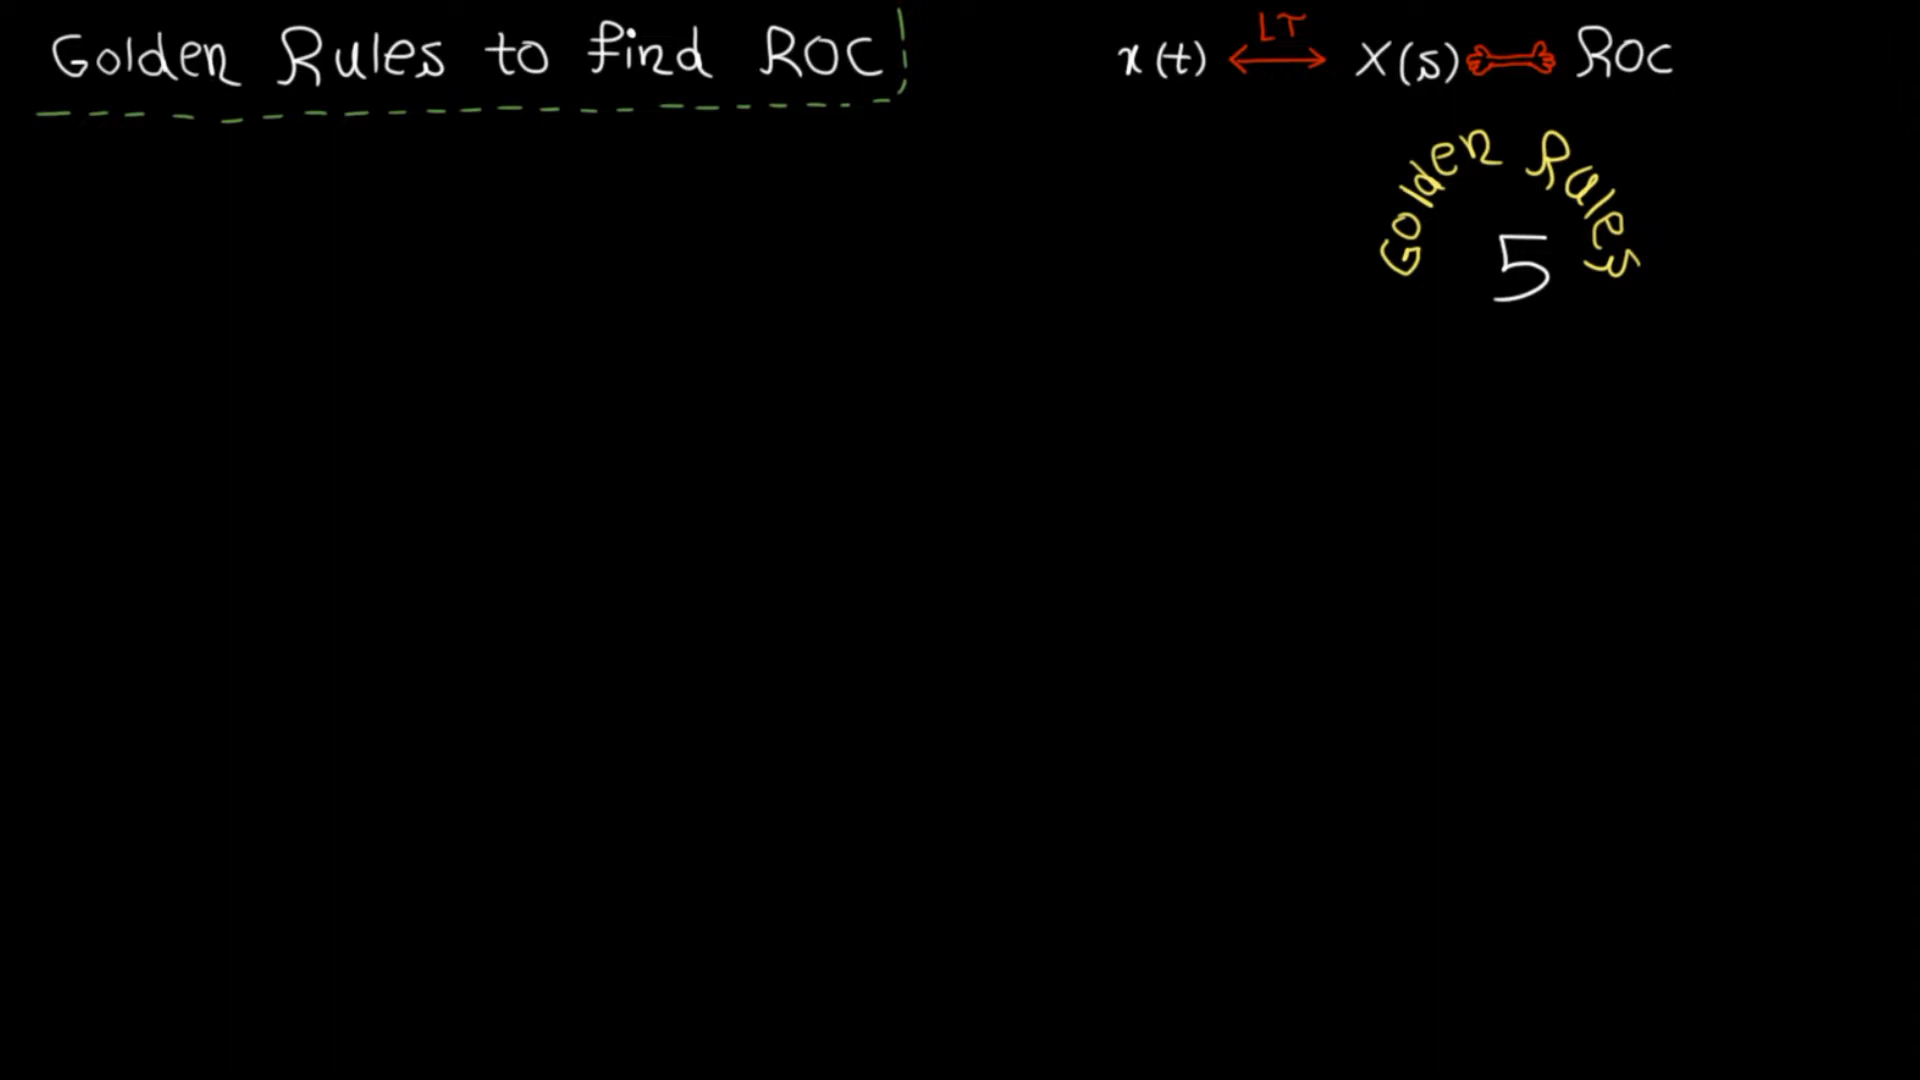 Golden Rules to find ROC
LT
x(t) ⟷ X(s) ROC
Golden Rules
5